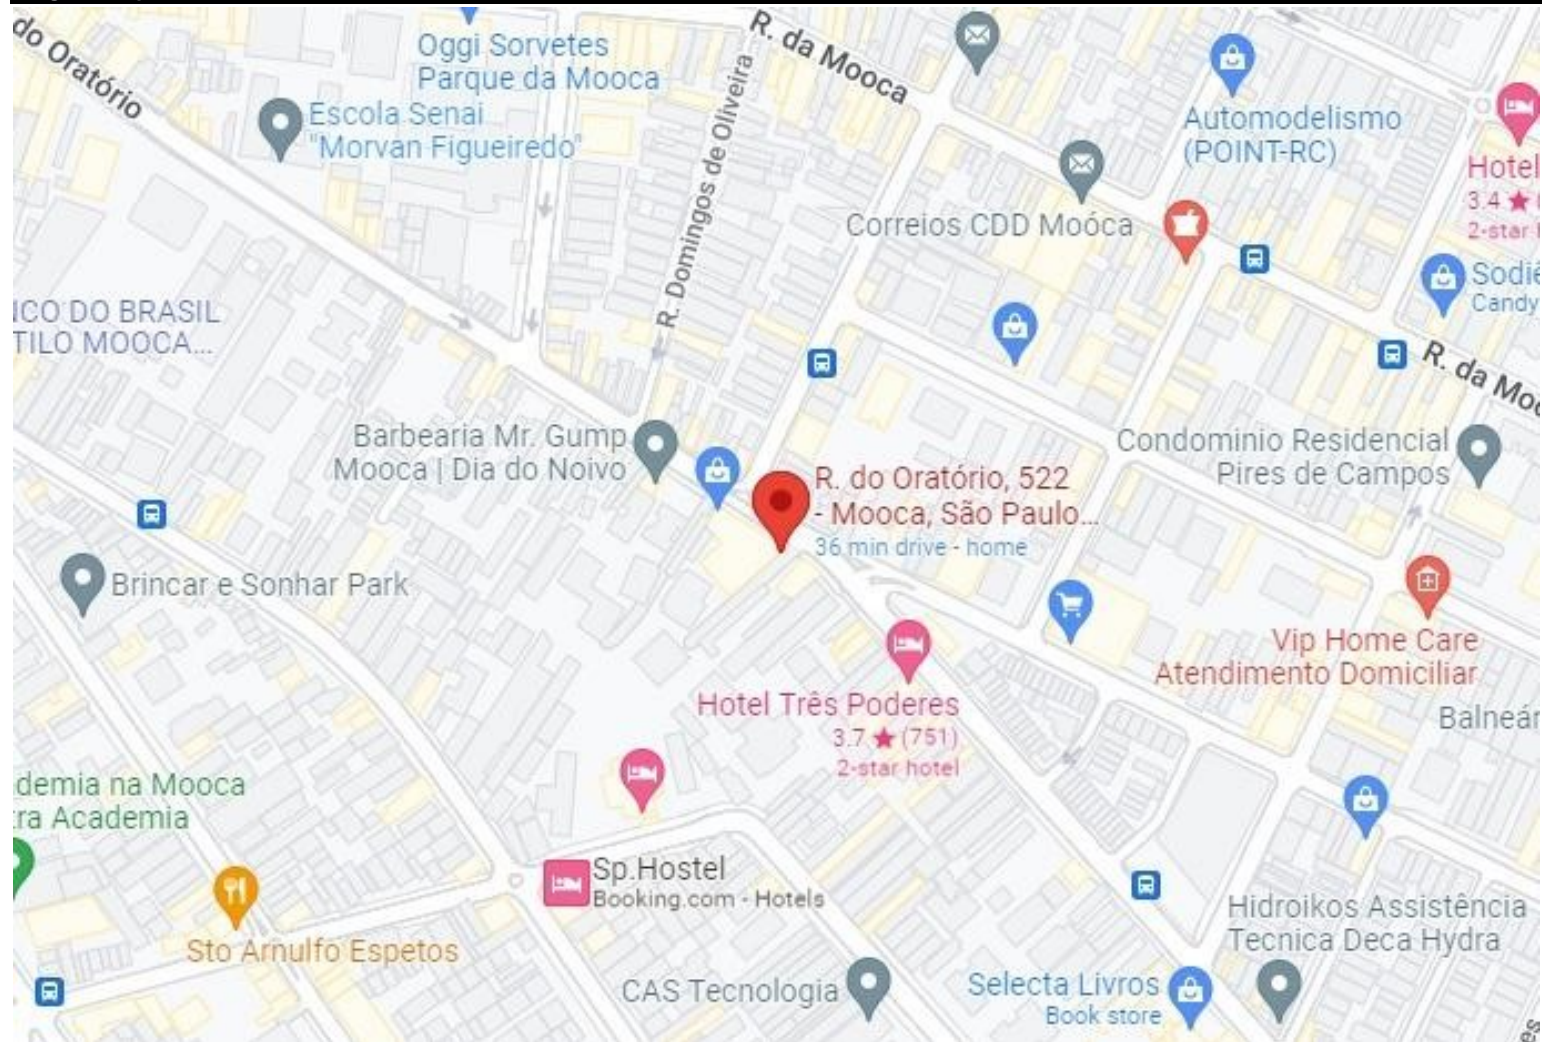 do Oratório
Oggi Sorvetes
Parque da Mooca
R. da Mooca
Escola Senai
"Morvan Figueiredo"
R. Domingos de Oliveira
Automodelismo
(POINT-RC)
Hotel
3.4 ★
2-star
Correios CDD Moóca
Sodiê
Candy
NCO DO BRASIL
TILO MOOCA...
R. da Moo
Barbearia Mr. Gump
Mooca | Dia do Noivo
R. do Oratório, 522
- Mooca, São Paulo...
36 min drive - home
Condominio Residencial
Pires de Campos
Brincar e Sonhar Park
Vip Home Care
Atendimento Domiciliar
Hotel Três Poderes
3.7 ★ (751)
2-star hotel
Balneár
demia na Mooca
tra Academia
Sp.Hostel
Booking.com - Hotels
Sto Arnulfo Espetos
Hidroikos Assistência
Tecnica Deca Hydra
CAS Tecnologia
Selecta Livros
Book store
es